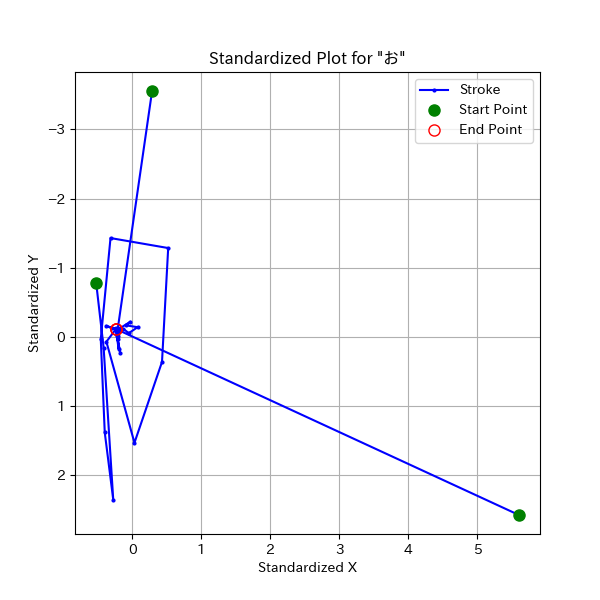 Standardized Plot for "お"
Stroke
Start Point
End Point
Standardized Y
−3
−2
−1
0
1
2
0 1 2 3 4 5
Standardized X